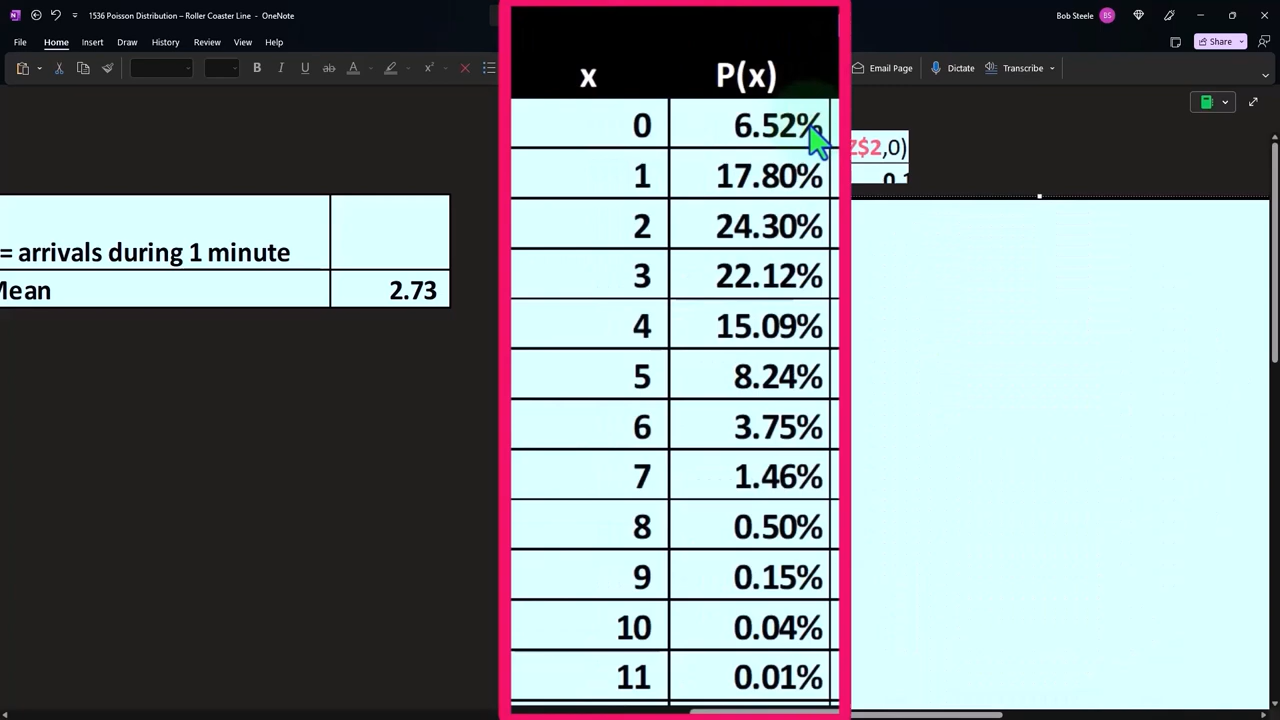 1536 Poisson Distribution – Roller Coaster Line – OneNote
Bob Steele BS
File Home Insert Draw History Review View Help
Share
Email Page Dictate Transcribe
= arrivals during 1 minute
Mean 2.73
x P(x)
0 6.52%
1 17.80%
2 24.30%
3 22.12%
4 15.09%
5 8.24%
6 3.75%
7 1.46%
8 0.50%
9 0.15%
10 0.04%
11 0.01%
Z$2,0)